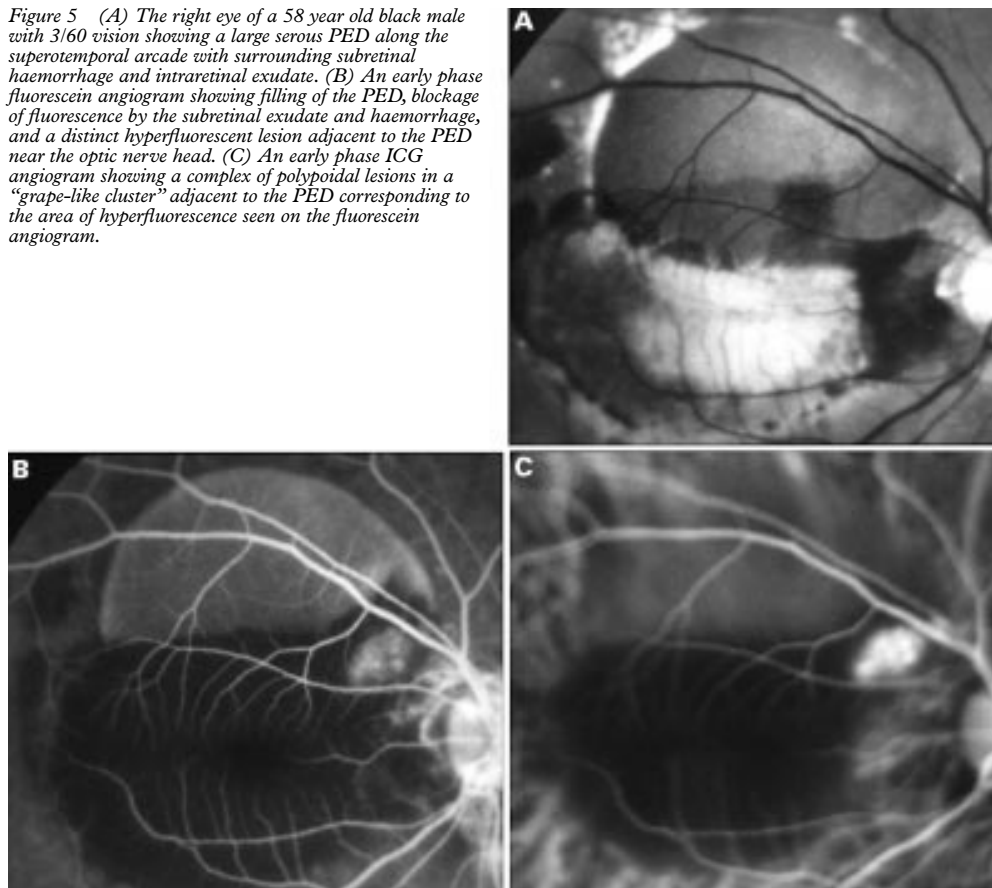 Figure 5 (A) The right eye of a 58 year old black male
with 3/60 vision showing a large serous PED along the
superotemporal arcade with surrounding subretinal
haemorrhage and intraretinal exudate. (B) An early phase
fluorescein angiogram showing filling of the PED, blockage
of fluorescence by the subretinal exudate and haemorrhage,
and a distinct hyperfluorescent lesion adjacent to the PED
near the optic nerve head. (C) An early phase ICG
angiogram showing a complex of polypoidal lesions in a
"grape-like cluster" adjacent to the PED corresponding to
the area of hyperfluorescence seen on the fluorescein
angiogram.
A
B
C